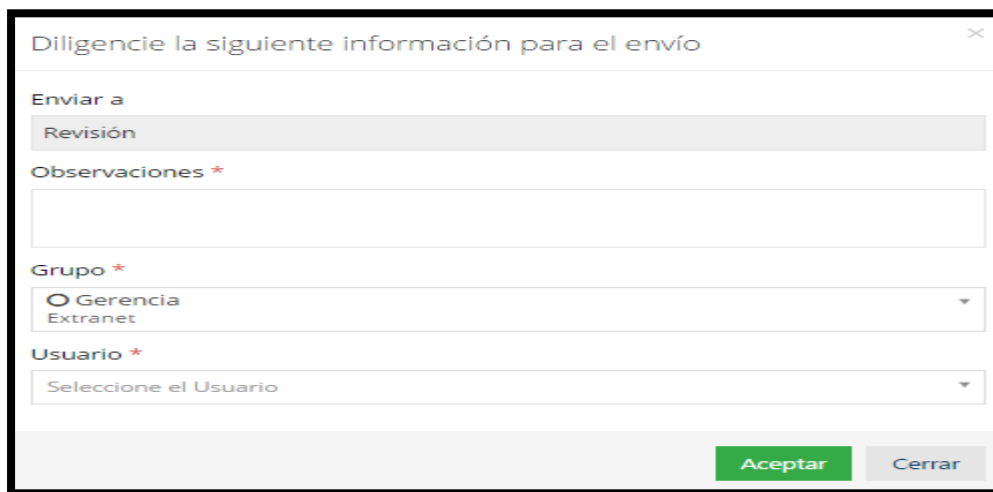 Diligencie la siguiente información para el envío
Enviar a
Revisión
Observaciones *
Grupo *
Gerencia
Extranet
Usuario *
Seleccione el Usuario
Aceptar Cerrar